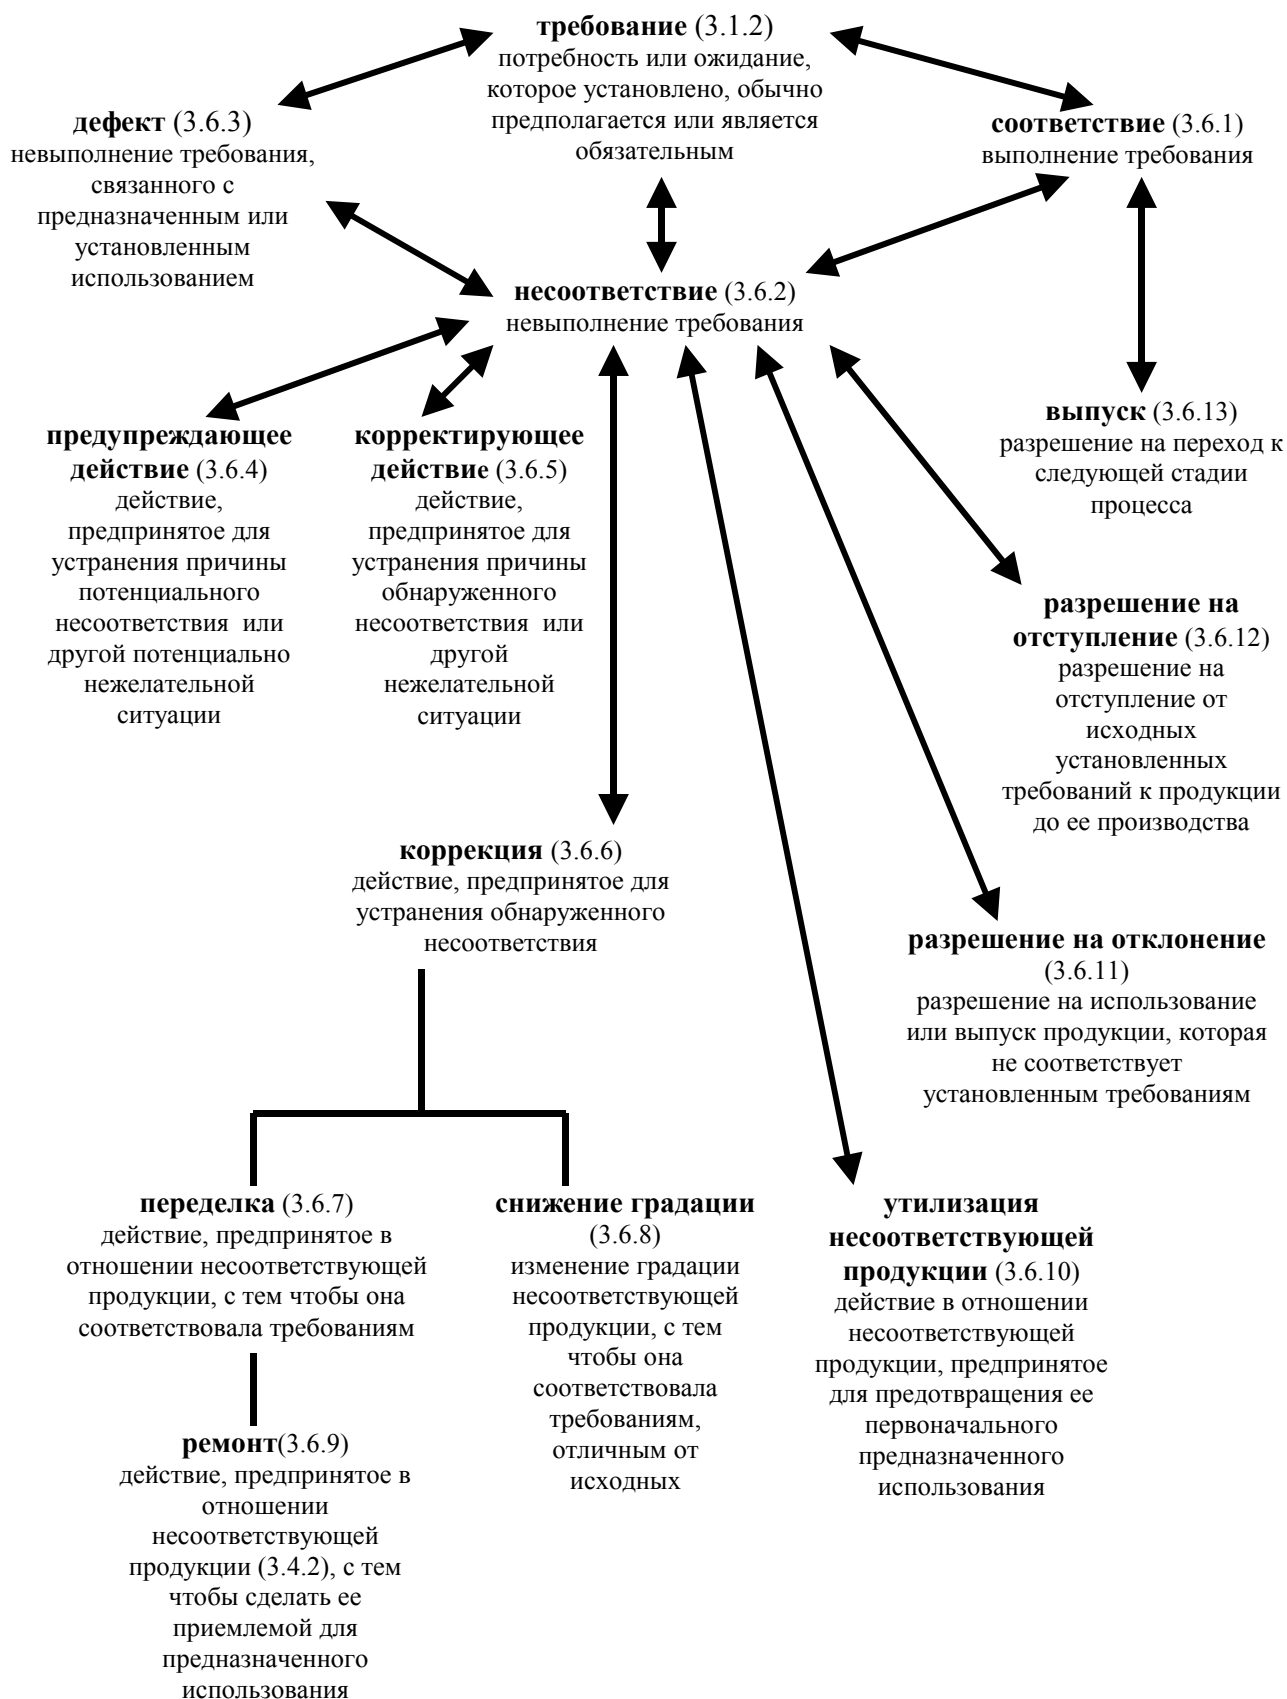 требование (3.1.2)
потребность или ожидание,
которое установлено, обычно
предполагается или является
обязательным
дефект (3.6.3)
невыполнение требования,
связанного с
предназначенным или
установленным
использованием
соответствие (3.6.1)
выполнение требования
несоответствие (3.6.2)
невыполнение требования
предупреждающее
действие (3.6.4)
действие,
предпринятое для
устранения причины
потенциального
несоответствия или
другой потенциально
нежелательной
ситуации
корректирующее
действие (3.6.5)
действие,
предпринятое для
устранения причины
обнаруженного
несоответствия или
другой
нежелательной
ситуации
выпуск (3.6.13)
разрешение на переход к
следующей стадии
процесса
разрешение на
отступление (3.6.12)
разрешение на
отступление от
исходных
установленных
требований к продукции
до ее производства
коррекция (3.6.6)
действие, предпринятое для
устранения обнаруженного
несоответствия
разрешение на отклонение
(3.6.11)
разрешение на использование
или выпуск продукции, которая
не соответствует
установленным требованиям
переделка (3.6.7)
действие, предпринятое в
отношении несоответствующей
продукции, с тем чтобы она
соответствовала требованиям
снижение градации
(3.6.8)
изменение градации
несоответствующей
продукции, с тем
чтобы она
соответствовала
требованиям,
отличным от
исходных
утилизация
несоответствующей
продукции (3.6.10)
действие в отношении
несоответствующей
продукции, предпринятое
для предотвращения ее
первоначального
предназначенного
использования
ремонт(3.6.9)
действие, предпринятое в
отношении
несоответствующей
продукции (3.4.2), с тем
чтобы сделать ее
приемлемой для
предназначенного
использования